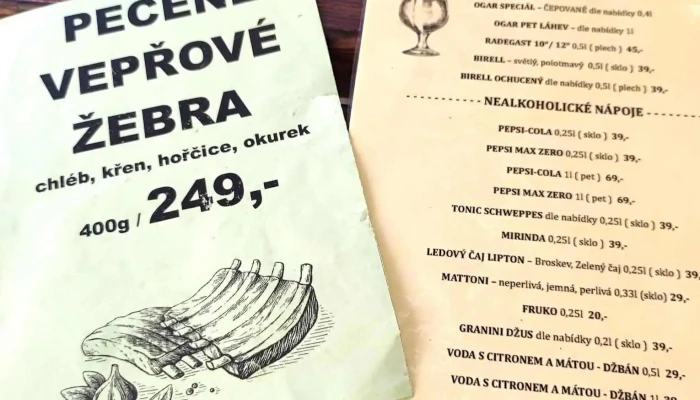 PEČENÉ
VEPŘOVÉ
ŽEBRA
chléb, křen, hořčice, okurek
400g / 249,-
OGAR SPECIÁL – ČEPOVANÉ dle nabídky 0,4l
OGAR PET LÁHEV – dle nabídky 1l
RADEGAST 10°/ 12° 0,5l ( plech ) 45,-
BIRELL – světlý, polotmavý 0,5l ( sklo ) 39,-
BIRELL OCHUCENÝ dle nabídky 0,5l ( plech ) 39,-
- - - - - - - - - - - NEALKOHOLICKÉ NÁPOJE - - - - - - - - -
PEPSI-COLA 0,25l ( sklo ) 39,-
PEPSI MAX ZERO 0,25l ( sklo ) 39,-
PEPSI-COLA 1l ( pet ) 69,-
PEPSI MAX ZERO 1l ( pet ) 69,-
TONIC SCHWEPPES dle nabídky 0,25l ( sklo ) 39,-
MIRINDA 0,25l ( sklo ) 39,-
LEDOVÝ ČAJ LIPTON – Broskev, Zelený čaj 0,25l ( sklo ) 39,
MATTONI – neperlivá, jemná, perlivá 0,33l (sklo) 29,-
FRUKO 0,25l 20,-
GRANINI DŽUS dle nabídky 0,2l ( sklo ) 39,-
VODA S CITRONEM A MÁTOU - DŽBÁN 0,5l 29,-
VODA S CITRONEM A MÁTOU - DŽBÁN 1l